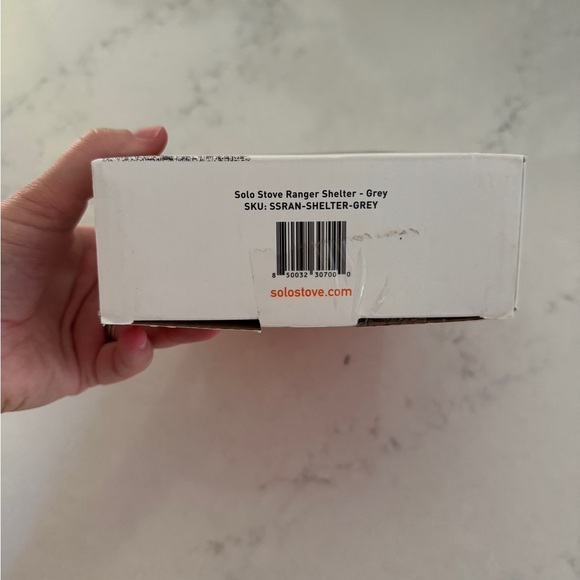 Solo Stove Ranger Shelter - Grey
SKU: SSRAN-SHELTER-GREY
8 50032 30700 0
solostove.com